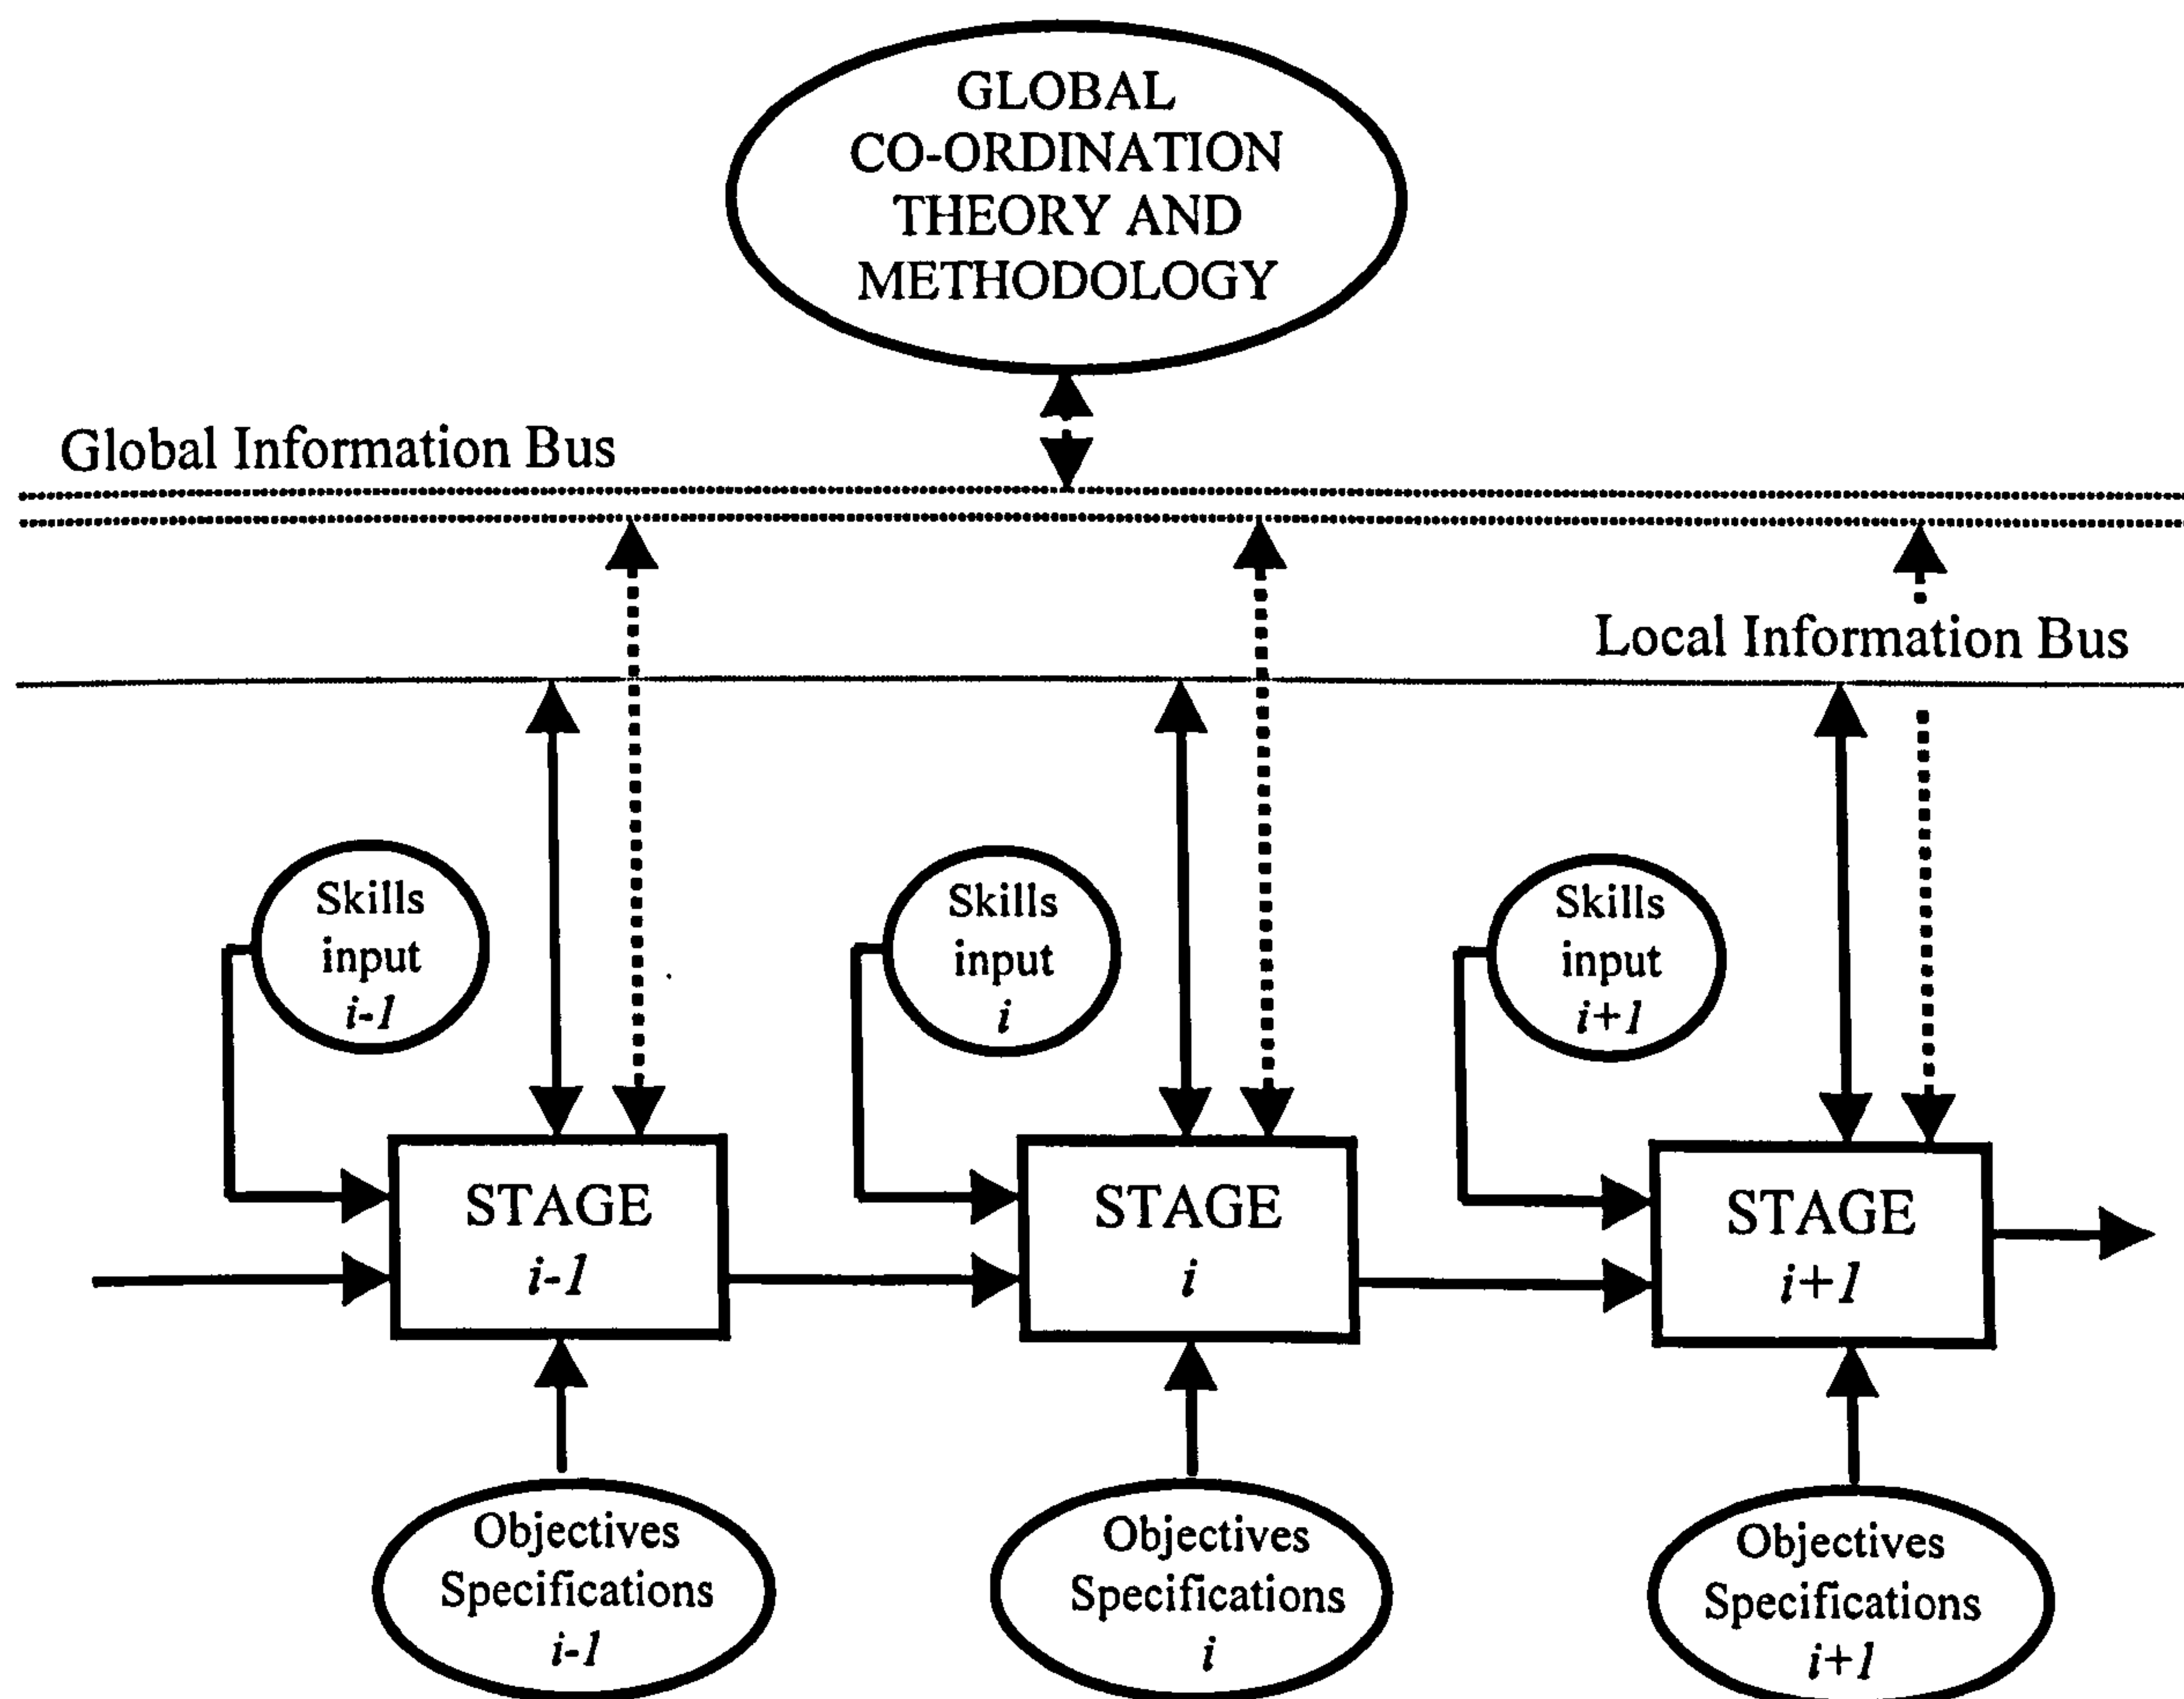 GLOBAL
CO-ORDINATION
THEORY AND
METHODOLOGY
Global Information Bus
Local Information Bus
Skills
input
i-1
Skills
input
i
Skills
input
i+1
STAGE
i-1
STAGE
i
STAGE
i+1
Objectives
Specifications
i-1
Objectives
Specifications
i
Objectives
Specifications
i+1